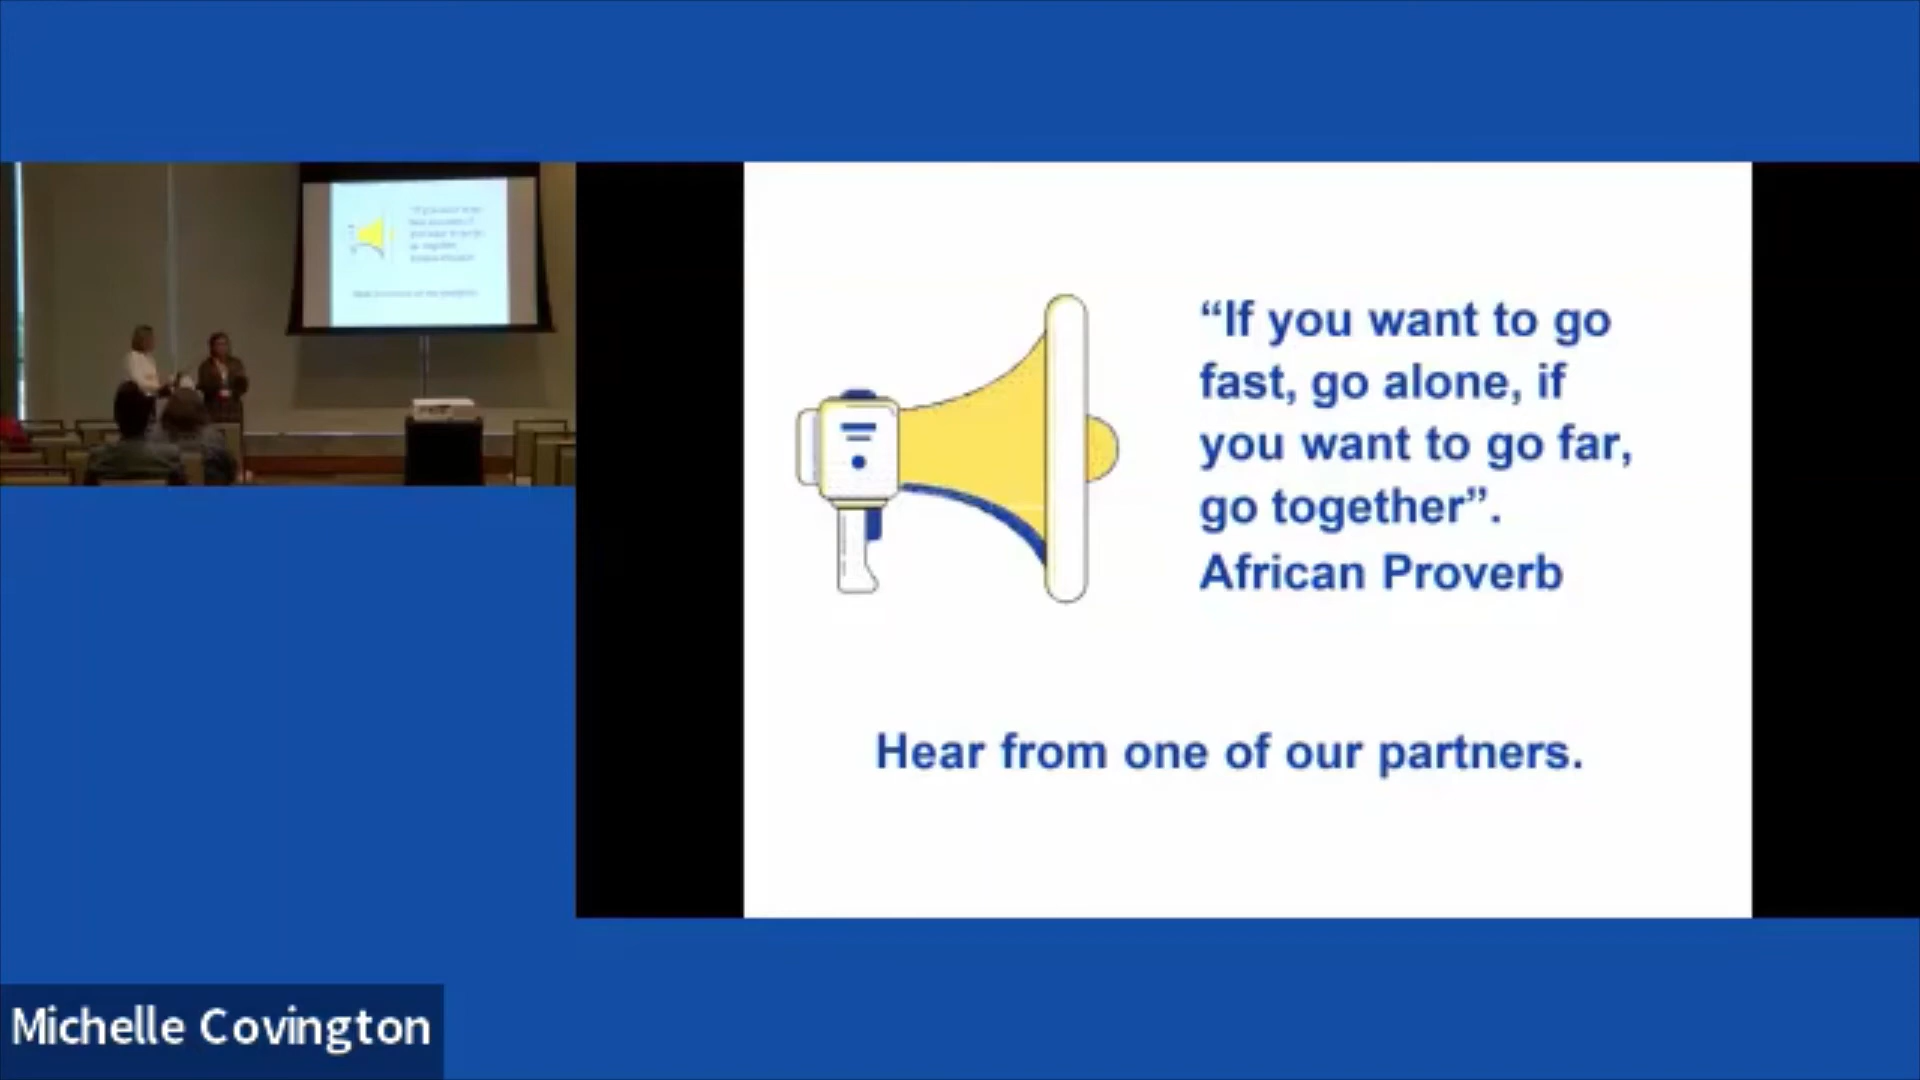 “If you want to go
fast, go alone, if
you want to go far,
go together”.
African Proverb
Hear from one of our partners.
Michelle Covington